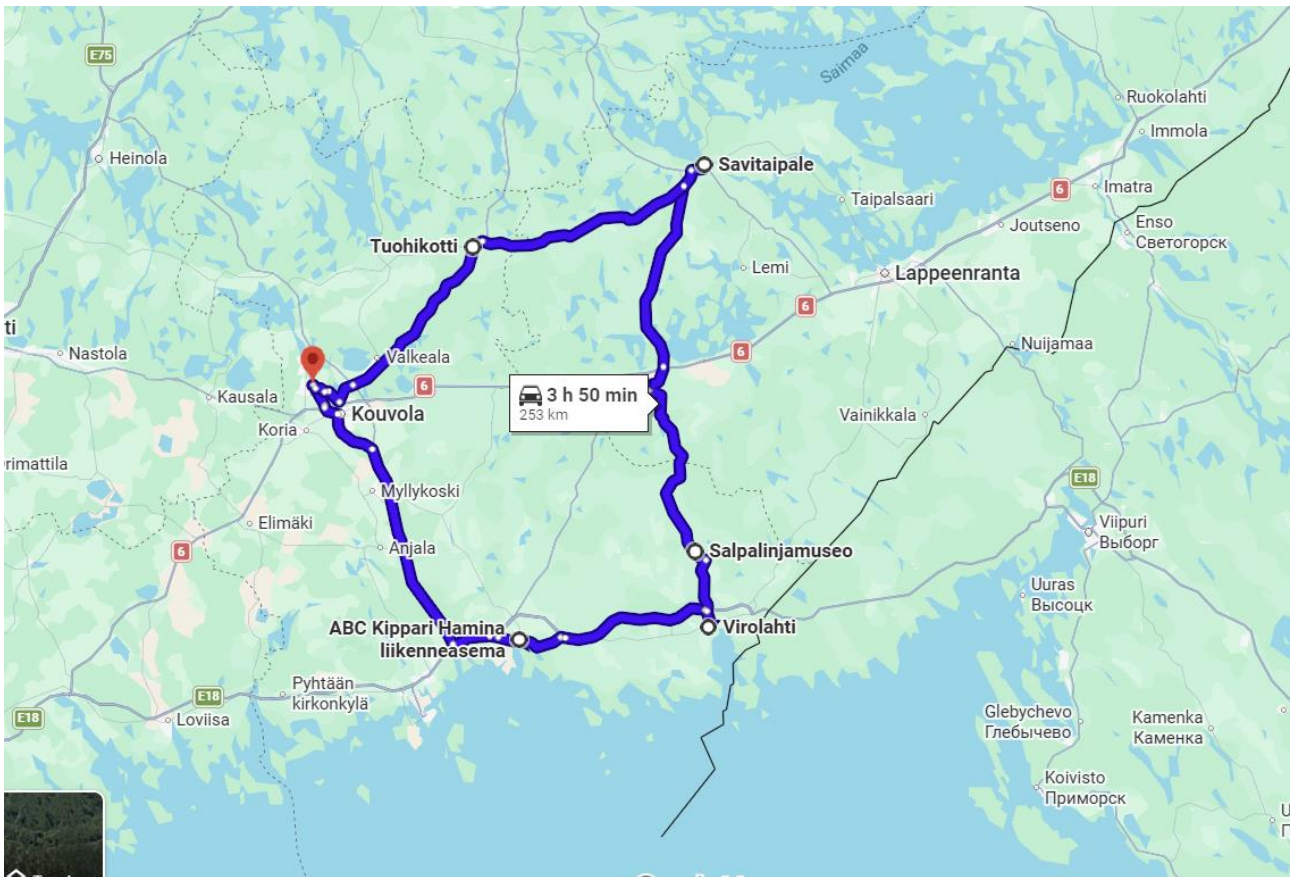 E75
Saimaa
Ruokolahti
Immola
Heinola
Savitaipale
6
Imatra
Taipalsaari
Joutseno
Enso
Светогорск
Tuohikotti
Lemi
Lappeenranta
6
ti
Nastola
Valkeala
6
Nuijamaa
Kausala
6
3 h 50 min
253 km
Kouvola
Vainikkala
Koria
rimattila
Myllykoski
E18
Elimäki
Viipuri
Выборг
6
Anjala
Salpalinjamuseo
Uuras
Высоцк
ABC Kippari Hamina
liikenneasema
Virolahti
Pyhtään
kirkonkylä
E18
E18
Loviisa
Glebychevo
Глебычево
Kamenka
Каменка
Koivisto
Приморск